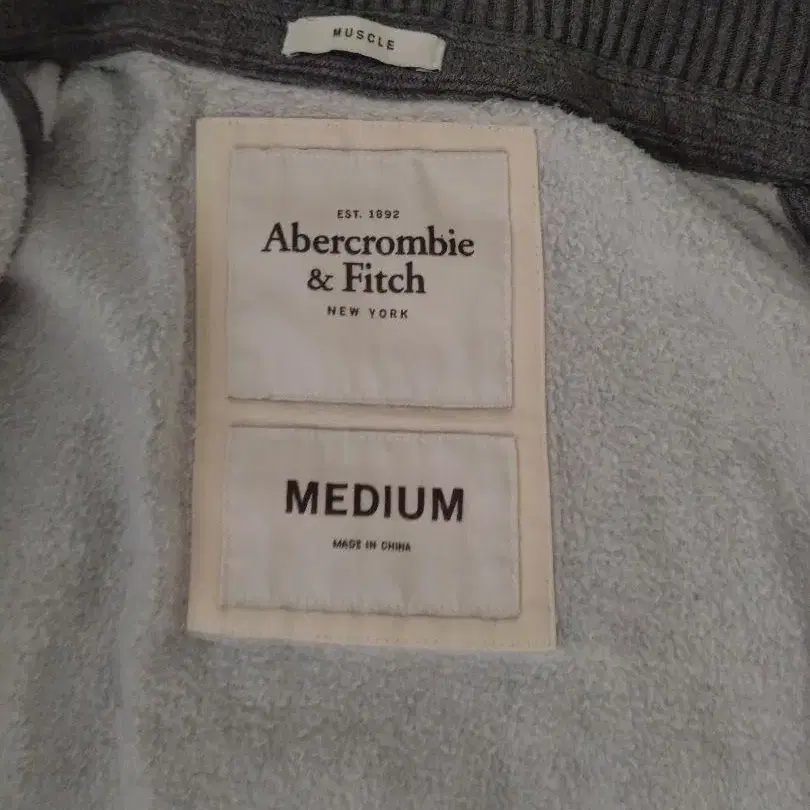 MUSCLE
EST. 1892
Abercrombie
& Fitch
NEW YORK
MEDIUM
MADE IN CHINA